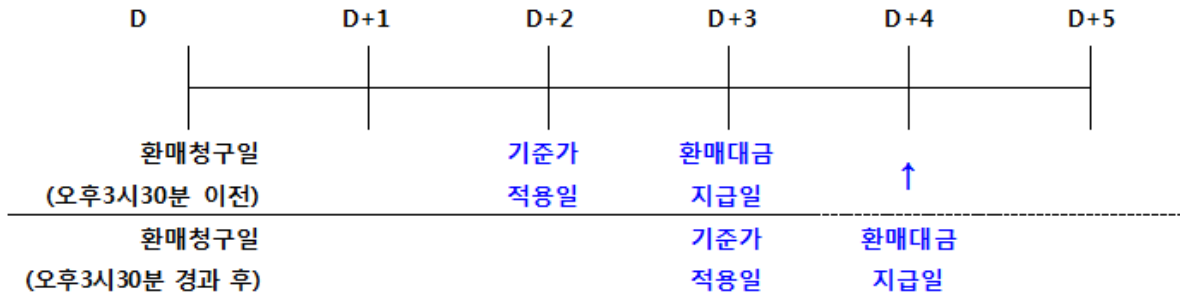 D D+1 D+2 D+3 D+4 D+5
환매청구일 기준가 환매대금
(오후3시30분 이전) 적용일 지급일 ↑
환매청구일 기준가 환매대금
(오후3시30분 경과 후) 적용일 지급일